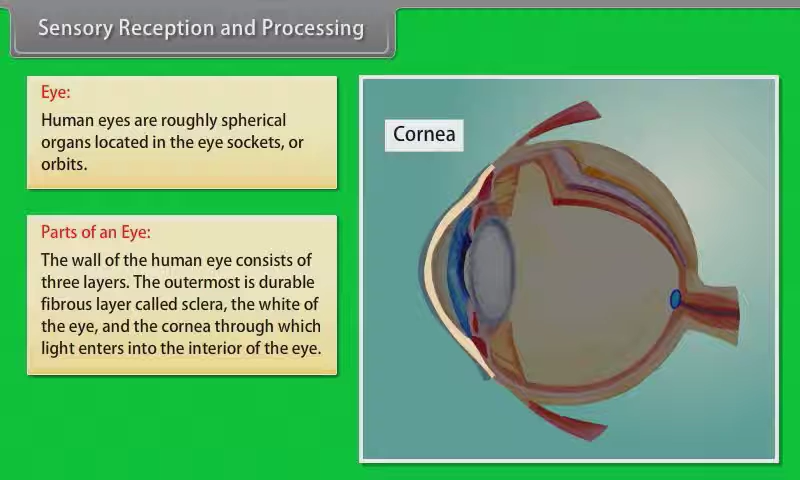 Sensory Reception and Processing
Eye:
Human eyes are roughly spherical
organs located in the eye sockets, or
orbits.
Parts of an Eye:
The wall of the human eye consists of
three layers. The outermost is durable
fibrous layer called sclera, the white of
the eye, and the cornea through which
light enters into the interior of the eye.
Cornea